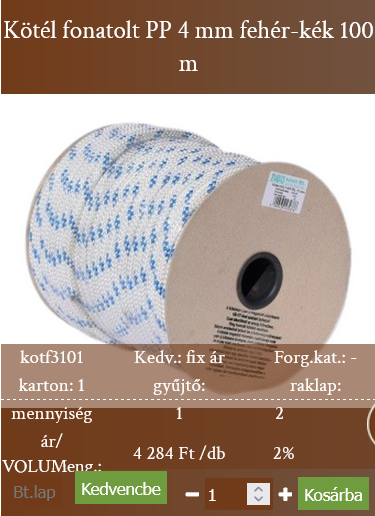 Kötél fonatolt PP 4 mm fehér-kék 100
m
kotf3101 Kedv.: fix ár Forg.kat.: -
karton: 1 gyűjtő: raklap:
mennyiség 1 2
ár/
VOLUMeng.: 4 284 Ft /db 2%
Bt.lap Kedvencbe − 1 + Kosárba